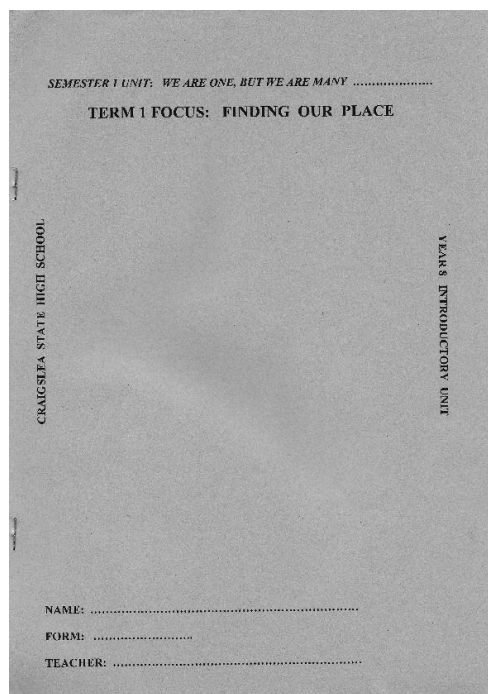 SEMESTER 1 UNIT: WE ARE ONE, BUT WE ARE MANY .....................
TERM 1 FOCUS: FINDING OUR PLACE
CRAIGSLEA STATE HIGH SCHOOL
YEAR 8 INTRODUCTORY UNIT
NAME: ....................................................................
FORM: .........................
TEACHER: ...............................................................